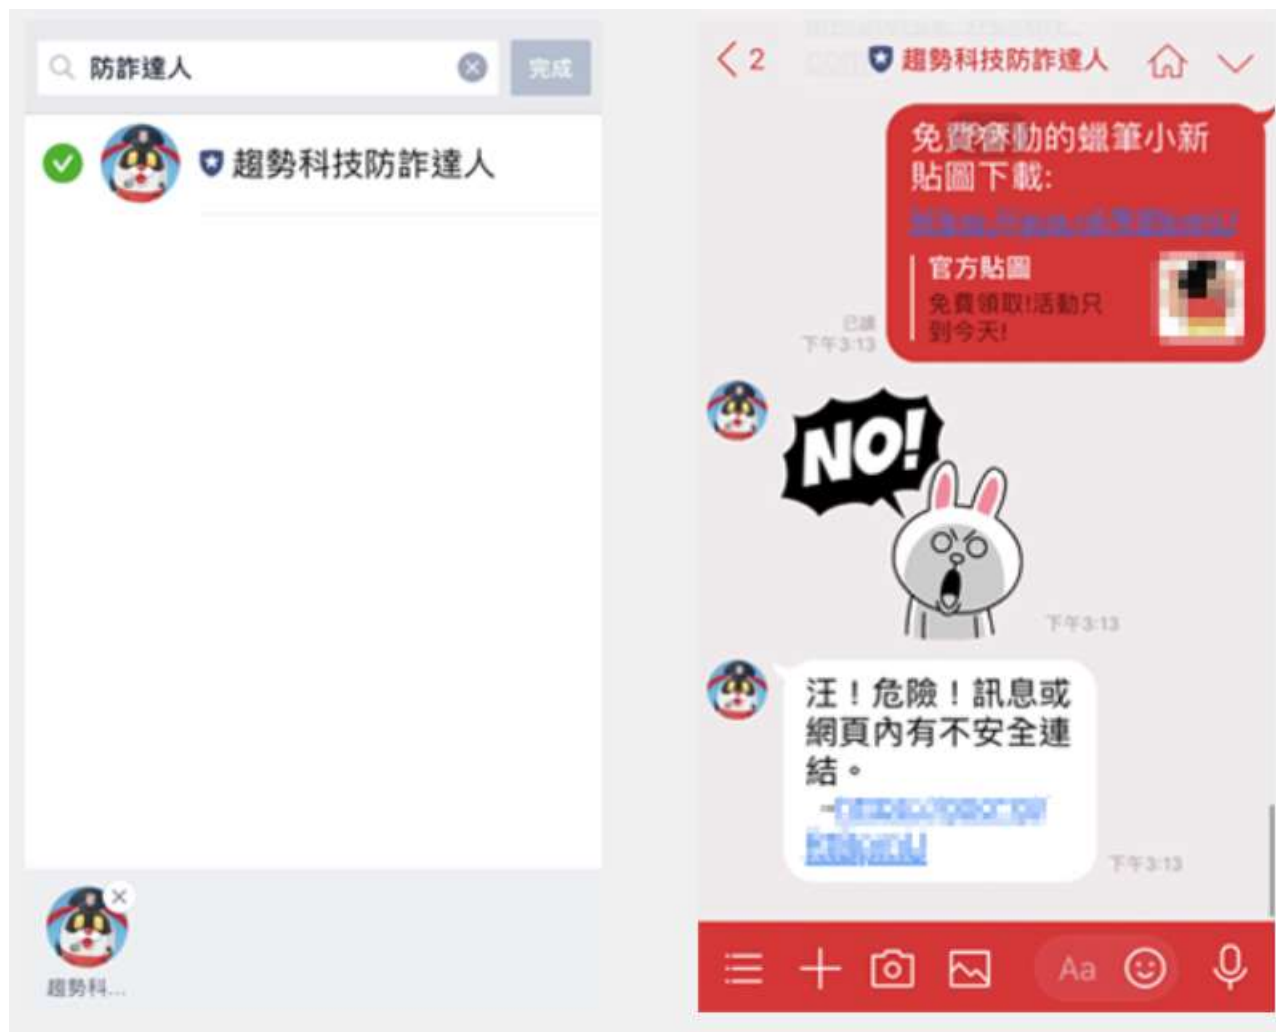 防詐達人
完成
趨勢科技防詐達人
趨勢科...
2
趨勢科技防詐達人
免費會動的蠟筆小新
貼圖下載:
官方貼圖
免費領取!活動只
到今天!
已讀
下午3:13
NO!
下午3:13
汪！危險！訊息或
網頁內有不安全連
結。
下午3:13
Aa